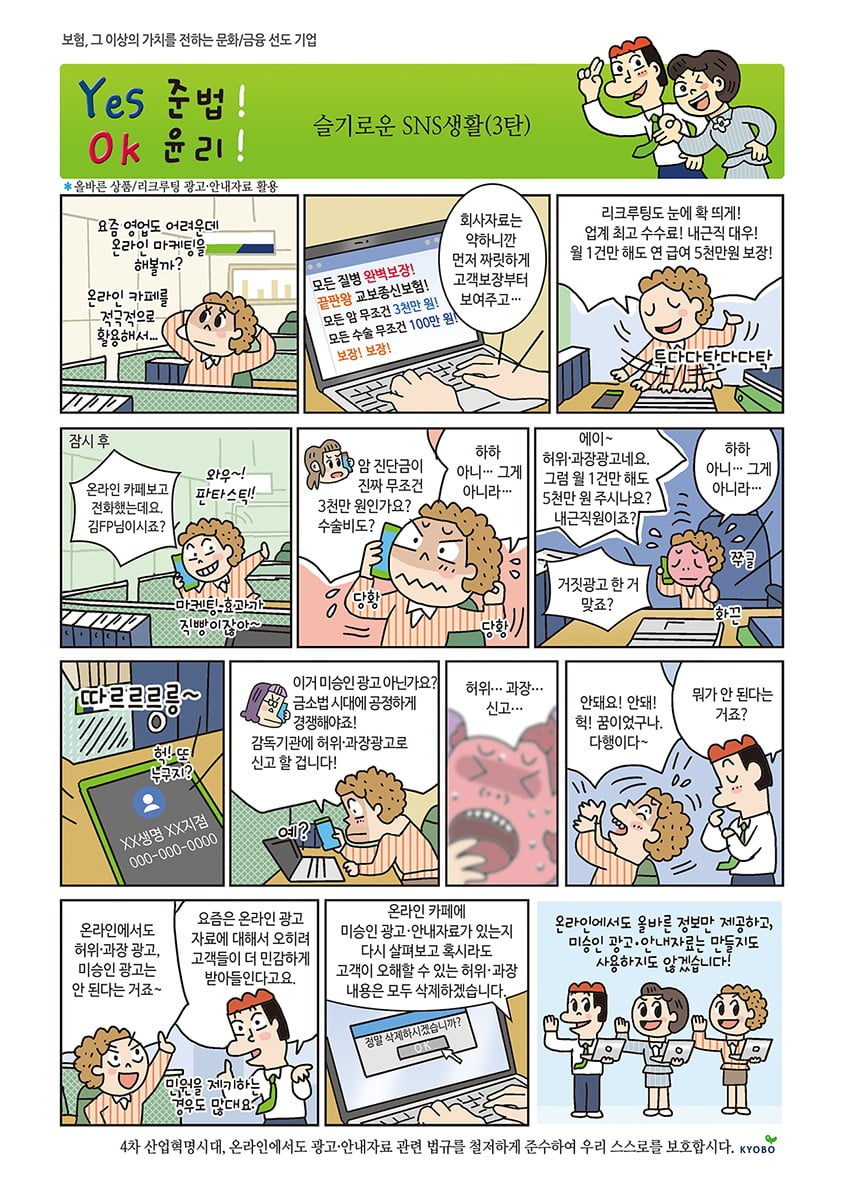 보험, 그 이상의 가치를 전하는 문화/금융 선도 기업
Yes 준법!
Ok 윤리!
슬기로운 SNS생활(3탄)
*올바른 상품/리크루팅 광고·안내자료 활용
요즘 영업도 어려운데
온라인 마케팅을
해볼까?
온라인 카페를
적극적으로
활용해서...
회사자료는
약하니깐
먼저 짜릿하게
고객보장부터
보여주고…
모든 질병 완벽보장!
끝판왕 교보종신보험!
모든 암 무조건 3천만 원!
모든 수술 무조건 100만 원!
보장! 보장!
리크루팅도 눈에 확 띄게!
업계 최고 수수료! 내근직 대우!
월 1건만 해도 연 급여 5천만원 보장!
투다다탁다다탁
잠시 후
온라인 카페보고
전화했는데요.
김FP님이시죠?
와우~!
판타스틱!
마케팅 효과가
직빵이잖아~
암 진단금이
진짜 무조건
3천만 원인가요?
수술비도?
하하
아니… 그게
아니라…
당황
당황
에이~
허위·과장광고네요.
그럼 월 1건만 해도
5천만 원 주시나요?
내근직원이죠?
하하
아니… 그게
아니라…
거짓광고 한 거
맞죠?
쭈글
화끈
따르르르릉~
헉! 또
누구지?
XX생명 XX지점
000-000-0000
이거 미승인 광고 아닌가요?
금소법 시대에 공정하게
경쟁해야죠!
감독기관에 허위·과장광고로
신고 할 겁니다!
예?
허위… 과장…
신고…
안돼요! 안돼!
헉! 꿈이었구나.
다행이다~
뭐가 안 된다는
거죠?
온라인에서도
허위·과장 광고,
미승인 광고는
안 된다는 거죠~
요즘은 온라인 광고
자료에 대해서 오히려
고객들이 더 민감하게
받아들인다고요.
민원을 제기하는
경우도 많대요.
온라인 카페에
미승인 광고·안내자료가 있는지
다시 살펴보고 혹시라도
고객이 오해할 수 있는 허위·과장
내용은 모두 삭제하겠습니다.
정말 삭제하시겠습니까?
OK
온라인에서도 올바른 정보만 제공하고,
미승인 광고·안내자료는 만들지도
사용하지도 않겠습니다!
4차 산업혁명시대, 온라인에서도 광고·안내자료 관련 법규를 철저하게 준수하여 우리 스스로를 보호합시다. KYOBO